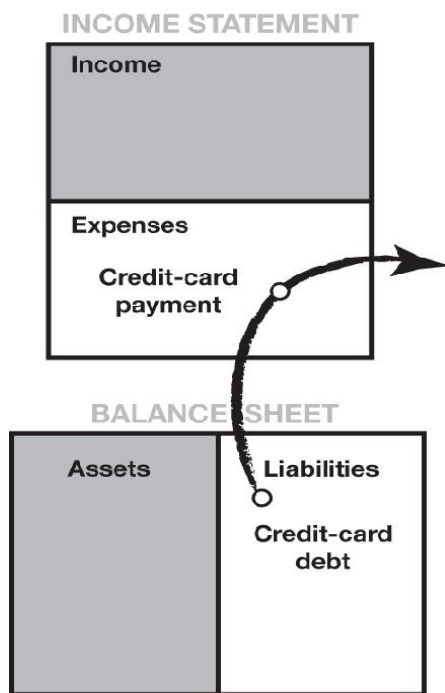 INCOME STATEMENT
Income
Expenses
Credit-card
payment
BALANCE SHEET
Assets
Liabilities
Credit-card
debt